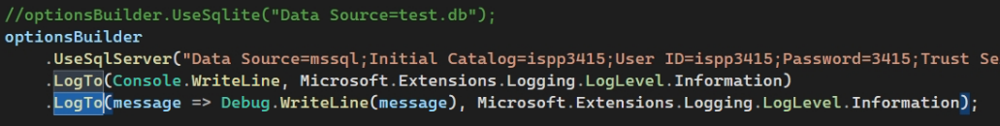 //optionsBuilder.UseSqlite("Data Source=test.db");
optionsBuilder
.UseSqlServer("Data Source=mssql;Initial Catalog=ispp3415;User ID=ispp3415;Password=3415;Trust Se
.LogTo(Console.WriteLine, Microsoft.Extensions.Logging.LogLevel.Information)
.LogTo(message => Debug.WriteLine(message), Microsoft.Extensions.Logging.LogLevel.Information);